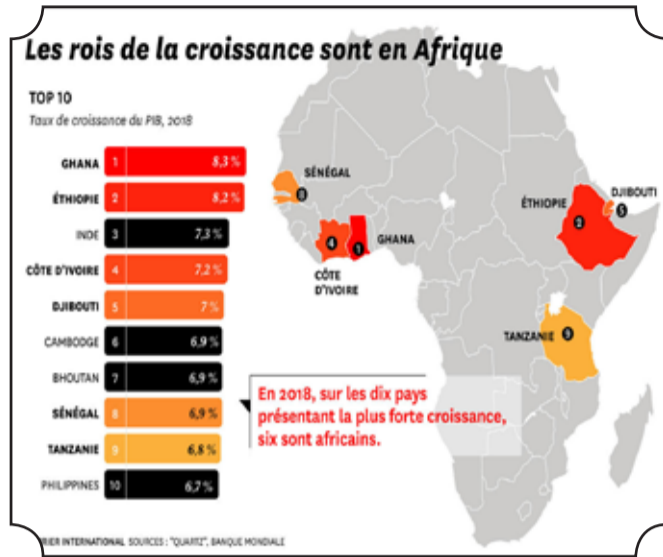 Les rois de la croissance sont en Afrique
TOP 10
Taux de croissance du PIB, 2018
GHANA 1 8,3 %
ÉTHIOPIE 2 8,2 %
INDE 3 7,3 %
CÔTE D'IVOIRE 4 7,2 %
DJIBOUTI 5 7 %
CAMBODGE 6 6,9 %
BHOUTAN 7 6,9 %
SÉNÉGAL 8 6,9 %
TANZANIE 9 6,8 %
PHILIPPINES 10 6,7 %
SÉNÉGAL
8
DJIBOUTI
5
ÉTHIOPIE
2
4
1
GHANA
CÔTE
D'IVOIRE
TANZANIE
9
En 2018, sur les dix pays
présentant la plus forte croissance,
six sont africains.
RIER INTERNATIONAL SOURCES : "QUARTZ", BANQUE MONDIALE